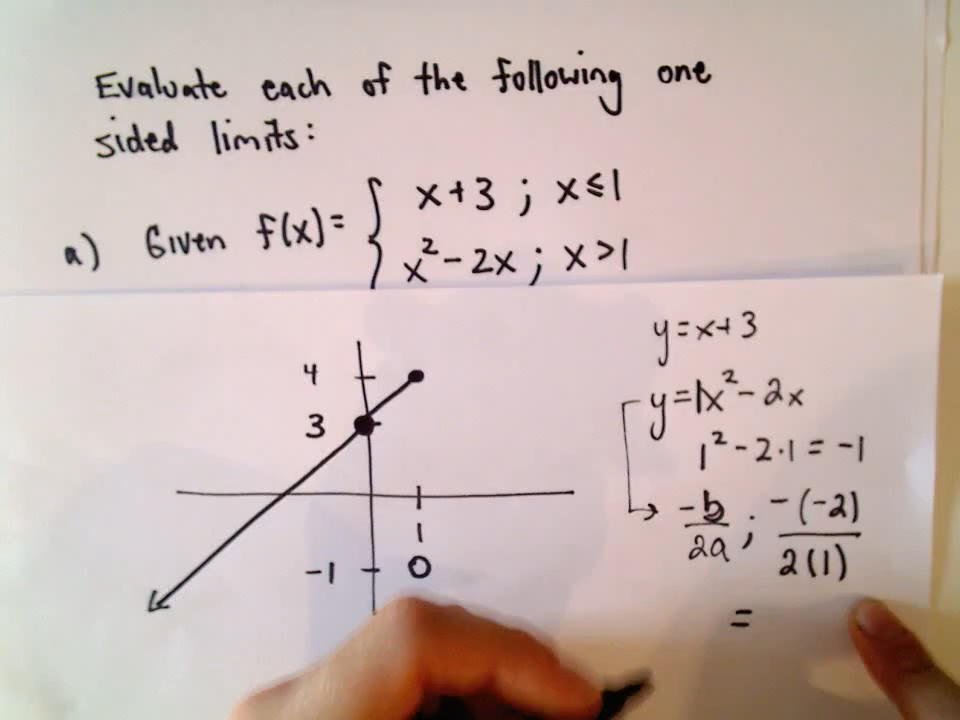 Evaluate each of the following one
sided limits:
a) Given f(x)= { x+3 ; x≤1
x²-2x ; x>1
y=x+3
y=1x²-2x
1²-2·1=-1
-b/2a ; -(-2)/2(1)
=
4
3
1
-1